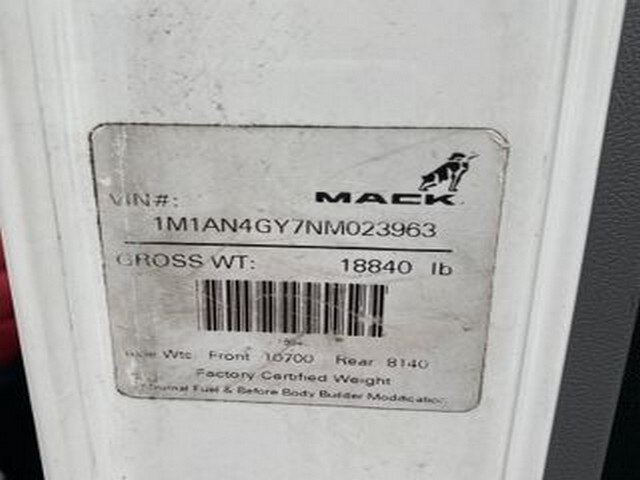 MACK
VIN#:
1M1AN4GY7NM023963
GROSS WT: 18840 lb
Wts: Front 10700 Rear 8140
Factory Certified Weight
Fuel & Before Body Builder Modification